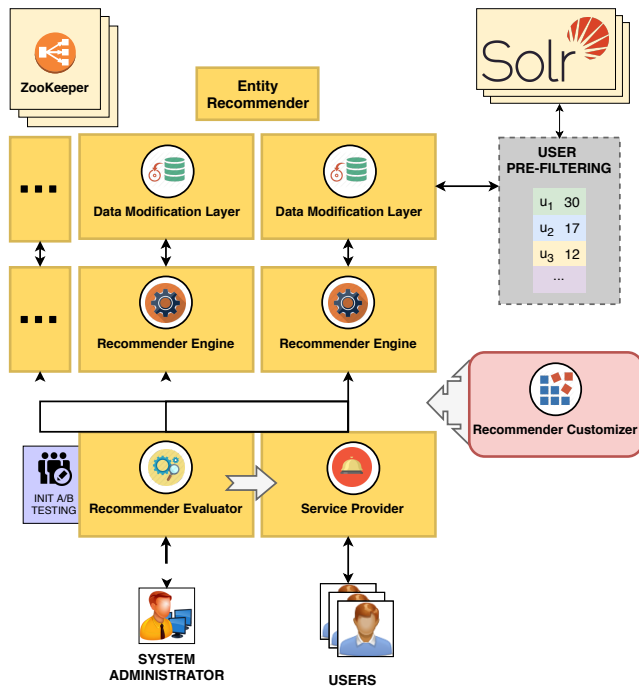 ZooKeeper
Entity
Recommender
Solr
USER
PRE-FILTERING
u1 30
u2 17
u3 12
...
...
Data Modification Layer
Data Modification Layer
...
Recommender Engine
Recommender Engine
Recommender Customizer
INIT A/B
TESTING
Recommender Evaluator
Service Provider
SYSTEM
ADMINISTRATOR
USERS